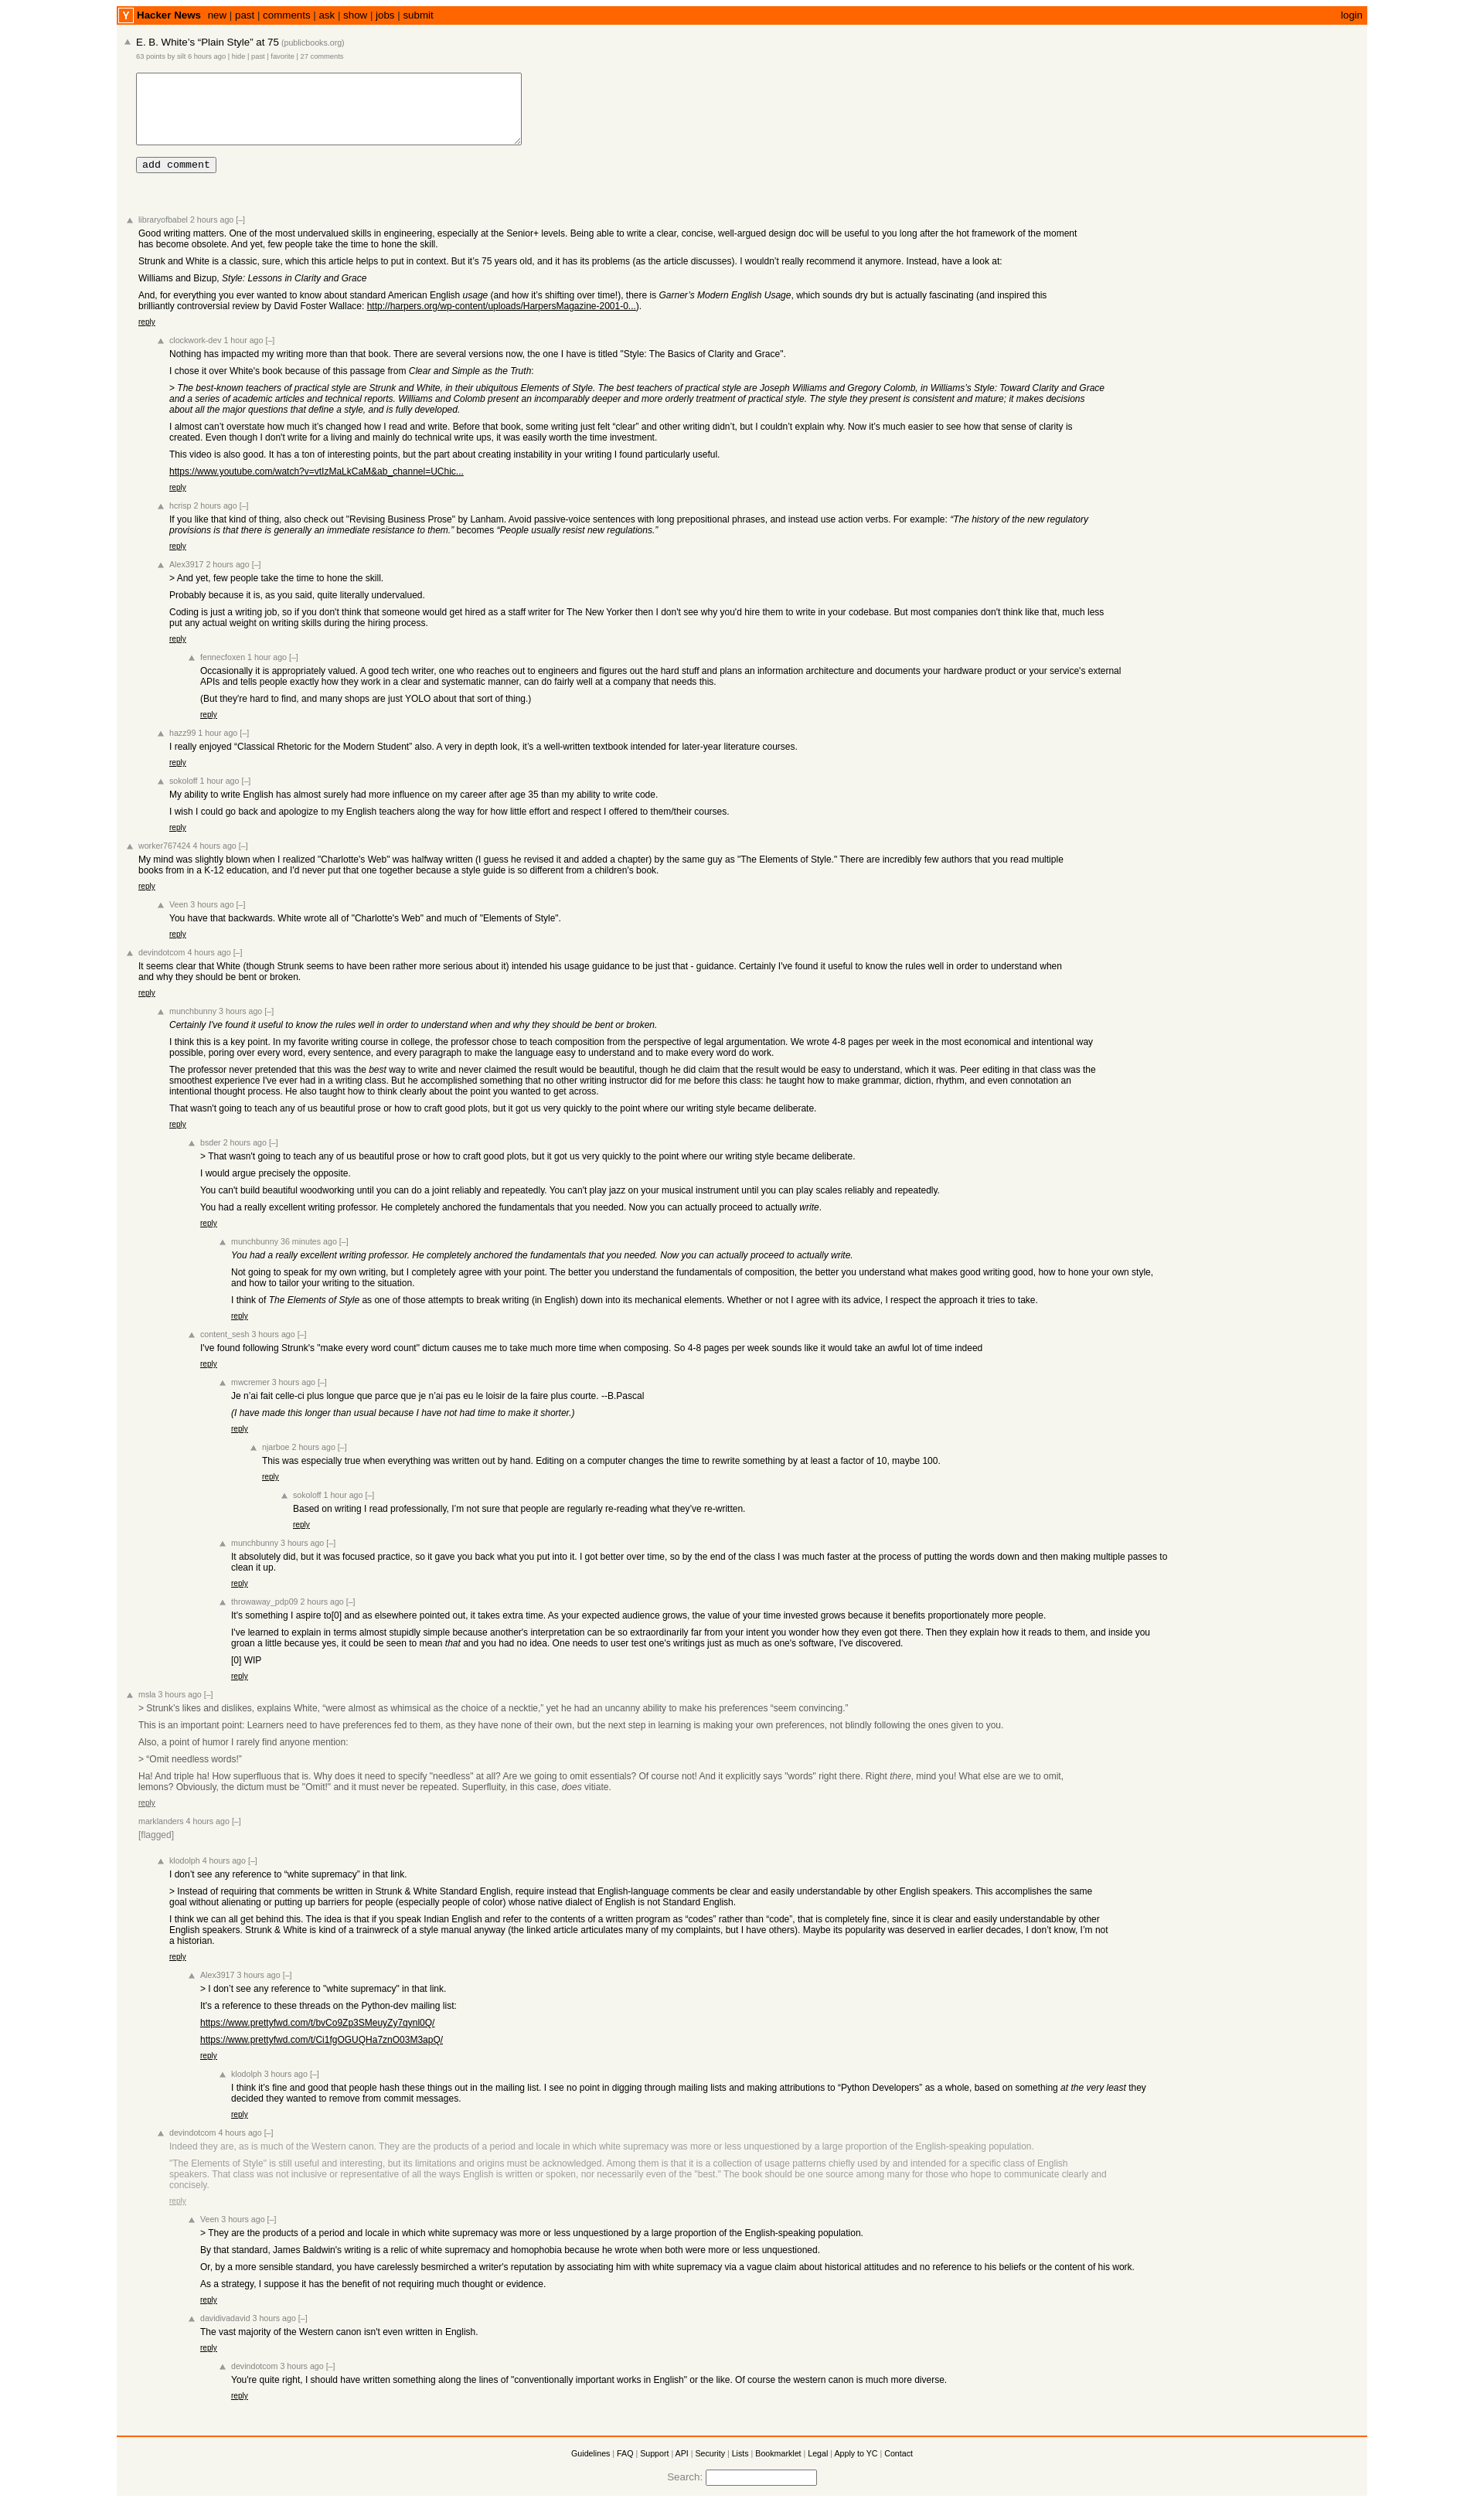 Y Hacker News new | past | comments | ask | show | jobs | submit login
E. B. White’s “Plain Style” at 75 (publicbooks.org)
63 points by silt 6 hours ago | hide | past | favorite | 27 comments
add comment
libraryofbabel 2 hours ago [–]
Good writing matters. One of the most undervalued skills in engineering, especially at the Senior+ levels. Being able to write a clear, concise, well-argued design doc will be useful to you long after the hot framework of the moment
has become obsolete. And yet, few people take the time to hone the skill.
Strunk and White is a classic, sure, which this article helps to put in context. But it’s 75 years old, and it has its problems (as the article discusses). I wouldn’t really recommend it anymore. Instead, have a look at:
Williams and Bizup, Style: Lessons in Clarity and Grace
And, for everything you ever wanted to know about standard American English usage (and how it’s shifting over time!), there is Garner’s Modern English Usage, which sounds dry but is actually fascinating (and inspired this
brilliantly controversial review by David Foster Wallace: http://harpers.org/wp-content/uploads/HarpersMagazine-2001-0...).
reply
clockwork-dev 1 hour ago [–]
Nothing has impacted my writing more than that book. There are several versions now, the one I have is titled "Style: The Basics of Clarity and Grace".
I chose it over White's book because of this passage from Clear and Simple as the Truth:
> The best-known teachers of practical style are Strunk and White, in their ubiquitous Elements of Style. The best teachers of practical style are Joseph Williams and Gregory Colomb, in Williams’s Style: Toward Clarity and Grace
and a series of academic articles and technical reports. Williams and Colomb present an incomparably deeper and more orderly treatment of practical style. The style they present is consistent and mature; it makes decisions
about all the major questions that define a style, and is fully developed.
I almost can’t overstate how much it’s changed how I read and write. Before that book, some writing just felt “clear” and other writing didn’t, but I couldn’t explain why. Now it’s much easier to see how that sense of clarity is
created. Even though I don't write for a living and mainly do technical write ups, it was easily worth the time investment.
This video is also good. It has a ton of interesting points, but the part about creating instability in your writing I found particularly useful.
https://www.youtube.com/watch?v=vtIzMaLkCaM&ab_channel=UChic...
reply
hcrisp 2 hours ago [–]
If you like that kind of thing, also check out "Revising Business Prose" by Lanham. Avoid passive-voice sentences with long prepositional phrases, and instead use action verbs. For example: “The history of the new regulatory
provisions is that there is generally an immediate resistance to them.” becomes “People usually resist new regulations.”
reply
Alex3917 2 hours ago [–]
> And yet, few people take the time to hone the skill.
Probably because it is, as you said, quite literally undervalued.
Coding is just a writing job, so if you don't think that someone would get hired as a staff writer for The New Yorker then I don't see why you'd hire them to write in your codebase. But most companies don't think like that, much less
put any actual weight on writing skills during the hiring process.
reply
fennecfoxen 1 hour ago [–]
Occasionally it is appropriately valued. A good tech writer, one who reaches out to engineers and figures out the hard stuff and plans an information architecture and documents your hardware product or your service's external
APIs and tells people exactly how they work in a clear and systematic manner, can do fairly well at a company that needs this.
(But they're hard to find, and many shops are just YOLO about that sort of thing.)
reply
hazz99 1 hour ago [–]
I really enjoyed “Classical Rhetoric for the Modern Student” also. A very in depth look, it’s a well-written textbook intended for later-year literature courses.
reply
sokoloff 1 hour ago [–]
My ability to write English has almost surely had more influence on my career after age 35 than my ability to write code.
I wish I could go back and apologize to my English teachers along the way for how little effort and respect I offered to them/their courses.
reply
worker767424 4 hours ago [–]
My mind was slightly blown when I realized "Charlotte's Web" was halfway written (I guess he revised it and added a chapter) by the same guy as "The Elements of Style." There are incredibly few authors that you read multiple
books from in a K-12 education, and I'd never put that one together because a style guide is so different from a children's book.
reply
Veen 3 hours ago [–]
You have that backwards. White wrote all of "Charlotte's Web" and much of "Elements of Style".
reply
devindotcom 4 hours ago [–]
It seems clear that White (though Strunk seems to have been rather more serious about it) intended his usage guidance to be just that - guidance. Certainly I've found it useful to know the rules well in order to understand when
and why they should be bent or broken.
reply
munchbunny 3 hours ago [–]
Certainly I've found it useful to know the rules well in order to understand when and why they should be bent or broken.
I think this is a key point. In my favorite writing course in college, the professor chose to teach composition from the perspective of legal argumentation. We wrote 4-8 pages per week in the most economical and intentional way
possible, poring over every word, every sentence, and every paragraph to make the language easy to understand and to make every word do work.
The professor never pretended that this was the best way to write and never claimed the result would be beautiful, though he did claim that the result would be easy to understand, which it was. Peer editing in that class was the
smoothest experience I've ever had in a writing class. But he accomplished something that no other writing instructor did for me before this class: he taught how to make grammar, diction, rhythm, and even connotation an
intentional thought process. He also taught how to think clearly about the point you wanted to get across.
That wasn't going to teach any of us beautiful prose or how to craft good plots, but it got us very quickly to the point where our writing style became deliberate.
reply
bsder 2 hours ago [–]
> That wasn't going to teach any of us beautiful prose or how to craft good plots, but it got us very quickly to the point where our writing style became deliberate.
I would argue precisely the opposite.
You can't build beautiful woodworking until you can do a joint reliably and repeatedly. You can't play jazz on your musical instrument until you can play scales reliably and repeatedly.
You had a really excellent writing professor. He completely anchored the fundamentals that you needed. Now you can actually proceed to actually write.
reply
munchbunny 36 minutes ago [–]
You had a really excellent writing professor. He completely anchored the fundamentals that you needed. Now you can actually proceed to actually write.
Not going to speak for my own writing, but I completely agree with your point. The better you understand the fundamentals of composition, the better you understand what makes good writing good, how to hone your own style,
and how to tailor your writing to the situation.
I think of The Elements of Style as one of those attempts to break writing (in English) down into its mechanical elements. Whether or not I agree with its advice, I respect the approach it tries to take.
reply
content_sesh 3 hours ago [–]
I've found following Strunk's "make every word count" dictum causes me to take much more time when composing. So 4-8 pages per week sounds like it would take an awful lot of time indeed
reply
mwcremer 3 hours ago [–]
Je n’ai fait celle-ci plus longue que parce que je n’ai pas eu le loisir de la faire plus courte. --B.Pascal
(I have made this longer than usual because I have not had time to make it shorter.)
reply
njarboe 2 hours ago [–]
This was especially true when everything was written out by hand. Editing on a computer changes the time to rewrite something by at least a factor of 10, maybe 100.
reply
sokoloff 1 hour ago [–]
Based on writing I read professionally, I’m not sure that people are regularly re-reading what they’ve re-written.
reply
munchbunny 3 hours ago [–]
It absolutely did, but it was focused practice, so it gave you back what you put into it. I got better over time, so by the end of the class I was much faster at the process of putting the words down and then making multiple passes to
clean it up.
reply
throwaway_pdp09 2 hours ago [–]
It's something I aspire to[0] and as elsewhere pointed out, it takes extra time. As your expected audience grows, the value of your time invested grows because it benefits proportionately more people.
I've learned to explain in terms almost stupidly simple because another's interpretation can be so extraordinarily far from your intent you wonder how they even got there. Then they explain how it reads to them, and inside you
groan a little because yes, it could be seen to mean that and you had no idea. One needs to user test one's writings just as much as one's software, I've discovered.
[0] WIP
reply
msla 3 hours ago [–]
> Strunk’s likes and dislikes, explains White, “were almost as whimsical as the choice of a necktie,” yet he had an uncanny ability to make his preferences “seem convincing.”
This is an important point: Learners need to have preferences fed to them, as they have none of their own, but the next step in learning is making your own preferences, not blindly following the ones given to you.
Also, a point of humor I rarely find anyone mention:
> “Omit needless words!”
Ha! And triple ha! How superfluous that is. Why does it need to specify "needless" at all? Are we going to omit essentials? Of course not! And it explicitly says "words" right there. Right there, mind you! What else are we to omit,
lemons? Obviously, the dictum must be "Omit!" and it must never be repeated. Superfluity, in this case, does vitiate.
reply
marklanders 4 hours ago [–]
[flagged]
klodolph 4 hours ago [–]
I don’t see any reference to “white supremacy” in that link.
> Instead of requiring that comments be written in Strunk & White Standard English, require instead that English-language comments be clear and easily understandable by other English speakers. This accomplishes the same
goal without alienating or putting up barriers for people (especially people of color) whose native dialect of English is not Standard English.
I think we can all get behind this. The idea is that if you speak Indian English and refer to the contents of a written program as “codes” rather than “code”, that is completely fine, since it is clear and easily understandable by other
English speakers. Strunk & White is kind of a trainwreck of a style manual anyway (the linked article articulates many of my complaints, but I have others). Maybe its popularity was deserved in earlier decades, I don’t know, I’m not
a historian.
reply
Alex3917 3 hours ago [–]
> I don’t see any reference to "white supremacy" in that link.
It's a reference to these threads on the Python-dev mailing list:
https://www.prettyfwd.com/t/bvCo9Zp3SMeuyZy7qynl0Q/
https://www.prettyfwd.com/t/Ci1fgOGUQHa7znO03M3apQ/
reply
klodolph 3 hours ago [–]
I think it’s fine and good that people hash these things out in the mailing list. I see no point in digging through mailing lists and making attributions to “Python Developers” as a whole, based on something at the very least they
decided they wanted to remove from commit messages.
reply
devindotcom 4 hours ago [–]
Indeed they are, as is much of the Western canon. They are the products of a period and locale in which white supremacy was more or less unquestioned by a large proportion of the English-speaking population.
"The Elements of Style" is still useful and interesting, but its limitations and origins must be acknowledged. Among them is that it is a collection of usage patterns chiefly used by and intended for a specific class of English
speakers. That class was not inclusive or representative of all the ways English is written or spoken, nor necessarily even of the "best." The book should be one source among many for those who hope to communicate clearly and
concisely.
reply
Veen 3 hours ago [–]
> They are the products of a period and locale in which white supremacy was more or less unquestioned by a large proportion of the English-speaking population.
By that standard, James Baldwin's writing is a relic of white supremacy and homophobia because he wrote when both were more or less unquestioned.
Or, by a more sensible standard, you have carelessly besmirched a writer's reputation by associating him with white supremacy via a vague claim about historical attitudes and no reference to his beliefs or the content of his work.
As a strategy, I suppose it has the benefit of not requiring much thought or evidence.
reply
davidivadavid 3 hours ago [–]
The vast majority of the Western canon isn't even written in English.
reply
devindotcom 3 hours ago [–]
You're quite right, I should have written something along the lines of "conventionally important works in English" or the like. Of course the western canon is much more diverse.
reply
Guidelines | FAQ | Support | API | Security | Lists | Bookmarklet | Legal | Apply to YC | Contact
Search: